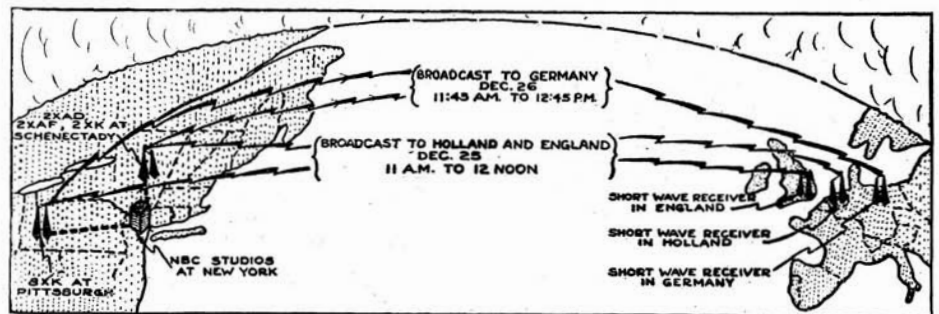 BROADCAST TO GERMANY
DEC. 26
11:45 A.M. TO 12:45 P.M.
2XAD
2XAF, 2XK AT
SCHENECTADY
BROADCAST TO HOLLAND AND ENGLAND
DEC. 25
11 A.M. TO 12 NOON
SHORT WAVE RECEIVER
IN ENGLAND
SHORT WAVE RECEIVER
IN HOLLAND
NBC STUDIOS
AT NEW YORK
SHORT WAVE RECEIVER
IN GERMANY
8XK AT
PITTSBURGH